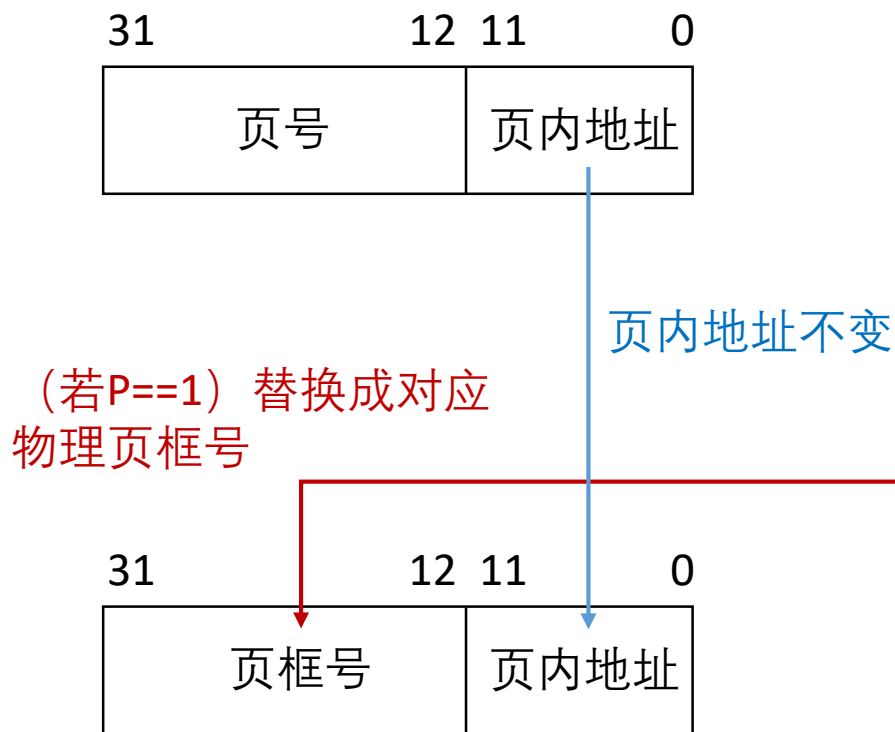 31 12 11 0
页号 页内地址
页内地址不变
（若P==1）替换成对应
物理页框号
31 12 11 0
页框号 页内地址